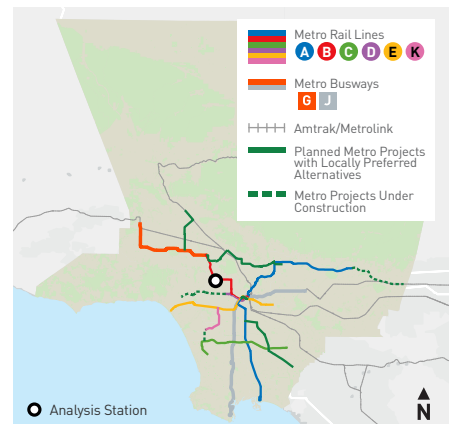 Metro Rail Lines
A B C D E K
Metro Busways
G J
Amtrak/Metrolink
Planned Metro Projects
with Locally Preferred
Alternatives
Metro Projects Under
Construction
Analysis Station
N